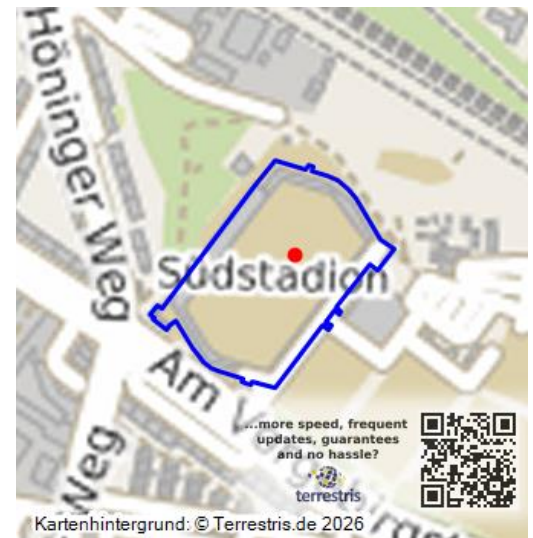 Höninger Weg
Südstadion
Am
...more speed, frequent
updates, guarantees
and no hassle?
terrestris
Weg
Kartenhintergrund: © Terrestris.de 2026